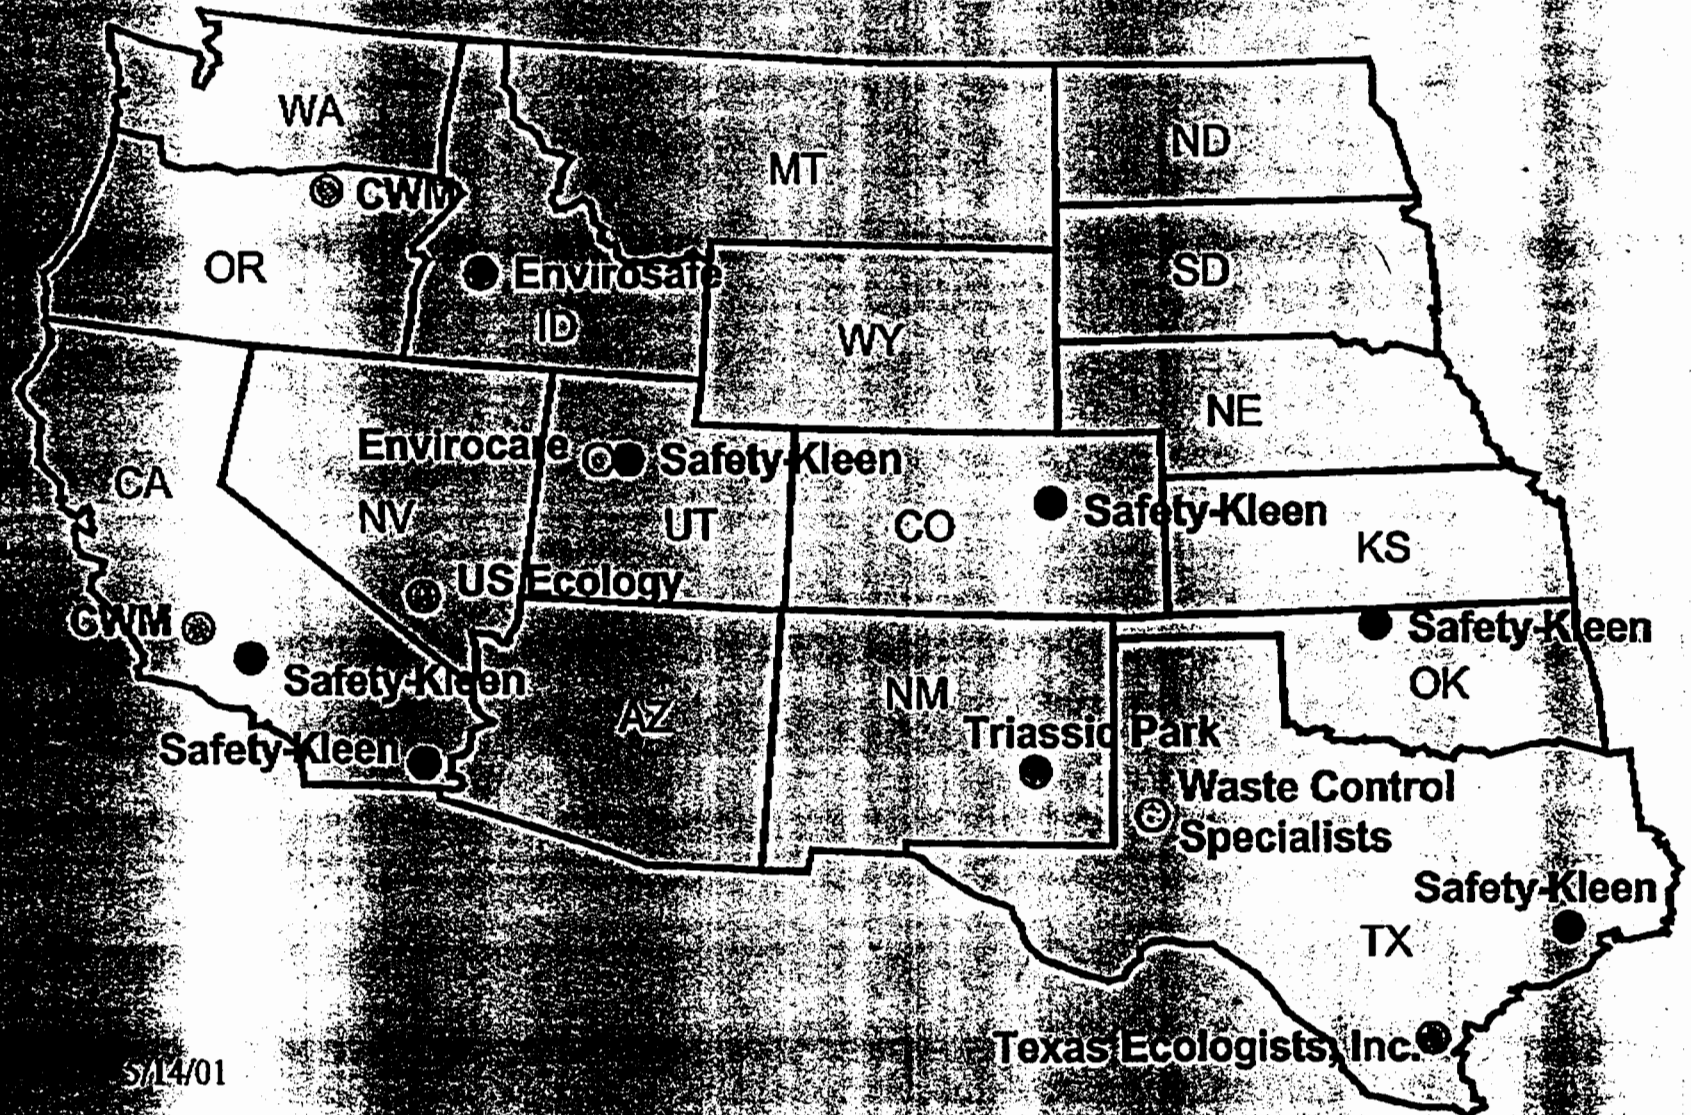 WA
ND
MT
CWM
OR
SD
Envirosafe
ID
WY
NE
Envirocare
Safety-Kleen
CA
NV
UT
CO
Safety-Kleen
KS
US Ecology
CWM
Safety-Kleen
Safety-Kleen
OK
AZ
NM
Triassic Park
Safety-Kleen
Waste Control
Specialists
Safety-Kleen
TX
Texas Ecologists, Inc.
5/14/01